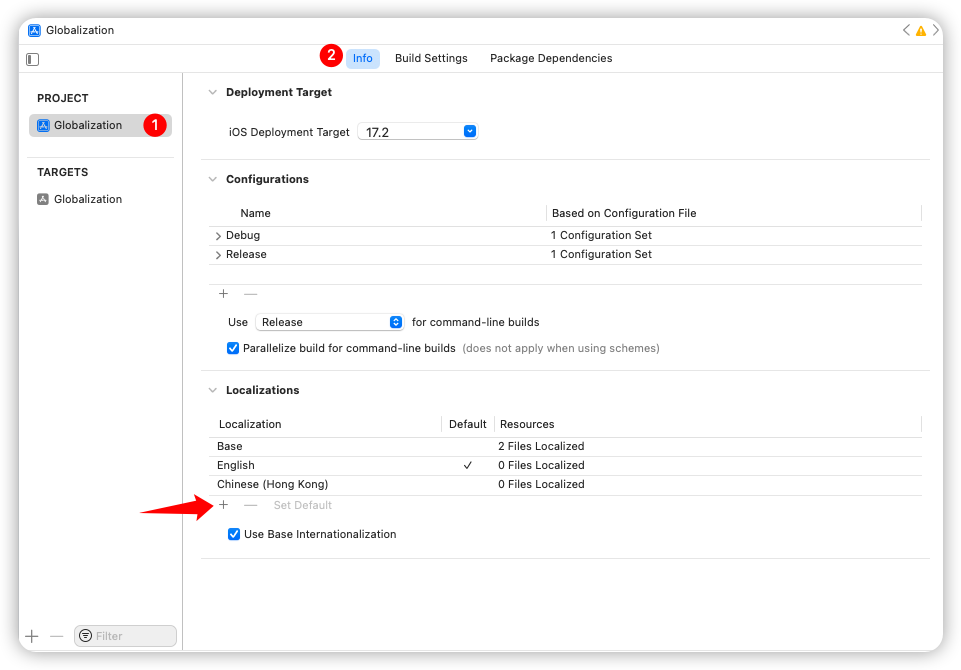 Globalization
2 Info Build Settings Package Dependencies
PROJECT
Globalization 1
TARGETS
Globalization
Deployment Target
iOS Deployment Target 17.2
Configurations
Name Based on Configuration File
Debug 1 Configuration Set
Release 1 Configuration Set
Use Release for command-line builds
Parallelize build for command-line builds (does not apply when using schemes)
Localizations
Localization Default Resources
Base 2 Files Localized
English 0 Files Localized
Chinese (Hong Kong) 0 Files Localized
Set Default
Use Base Internationalization
Filter